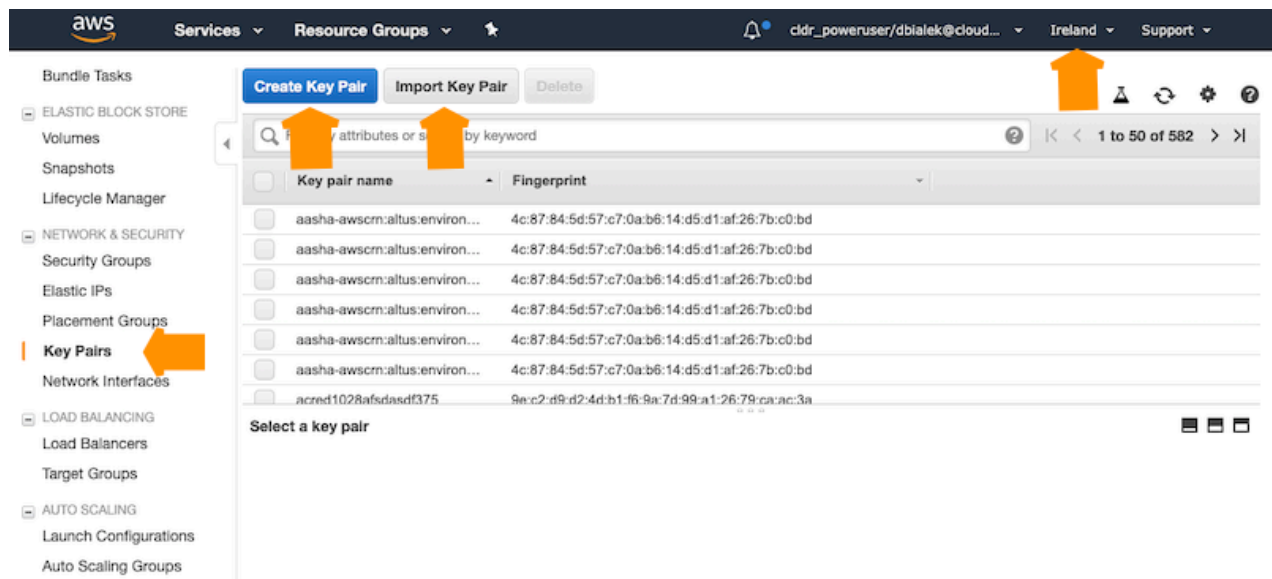 aws Services Resource Groups cldr_poweruser/dbialek@cloud... Ireland Support
Bundle Tasks
ELASTIC BLOCK STORE
Volumes
Snapshots
Lifecycle Manager
NETWORK & SECURITY
Security Groups
Elastic IPs
Placement Groups
Key Pairs
Network Interfaces
LOAD BALANCING
Load Balancers
Target Groups
AUTO SCALING
Launch Configurations
Auto Scaling Groups
Create Key Pair Import Key Pair Delete
attributes or by keyword 1 to 50 of 582
Key pair name Fingerprint
aasha-awscrn:altus:environ... 4c:87:84:5d:57:c7:0a:b6:14:d5:d1:af:26:7b:c0:bd
aasha-awscrn:altus:environ... 4c:87:84:5d:57:c7:0a:b6:14:d5:d1:af:26:7b:c0:bd
aasha-awscrn:altus:environ... 4c:87:84:5d:57:c7:0a:b6:14:d5:d1:af:26:7b:c0:bd
aasha-awscrn:altus:environ... 4c:87:84:5d:57:c7:0a:b6:14:d5:d1:af:26:7b:c0:bd
aasha-awscrn:altus:environ... 4c:87:84:5d:57:c7:0a:b6:14:d5:d1:af:26:7b:c0:bd
aasha-awscrn:altus:environ... 4c:87:84:5d:57:c7:0a:b6:14:d5:d1:af:26:7b:c0:bd
acred1028afsdasdf375 9e:c2:d9:d2:4d:b1:f6:9a:7d:99:a1:26:79:ca:ac:3a
Select a key pair